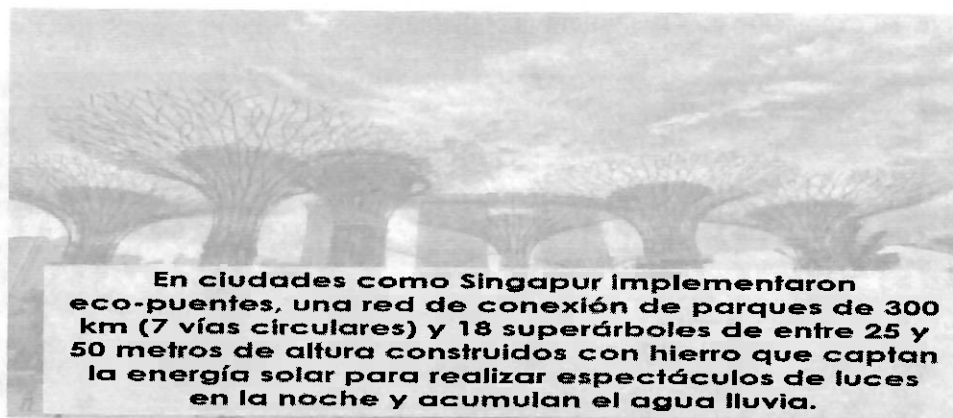 En ciudades como Singapur implementaron
eco-puentes, una red de conexión de parques de 300
km (7 vías circulares) y 18 superárboles de entre 25 y
50 metros de altura construidos con hierro que captan
la energía solar para realizar espectáculos de luces
en la noche y acumulan el agua lluvia.